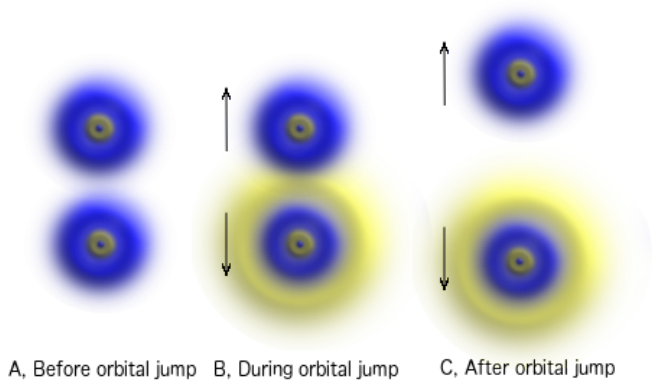 A, Before orbital jump
B, During orbital jump
C, After orbital jump